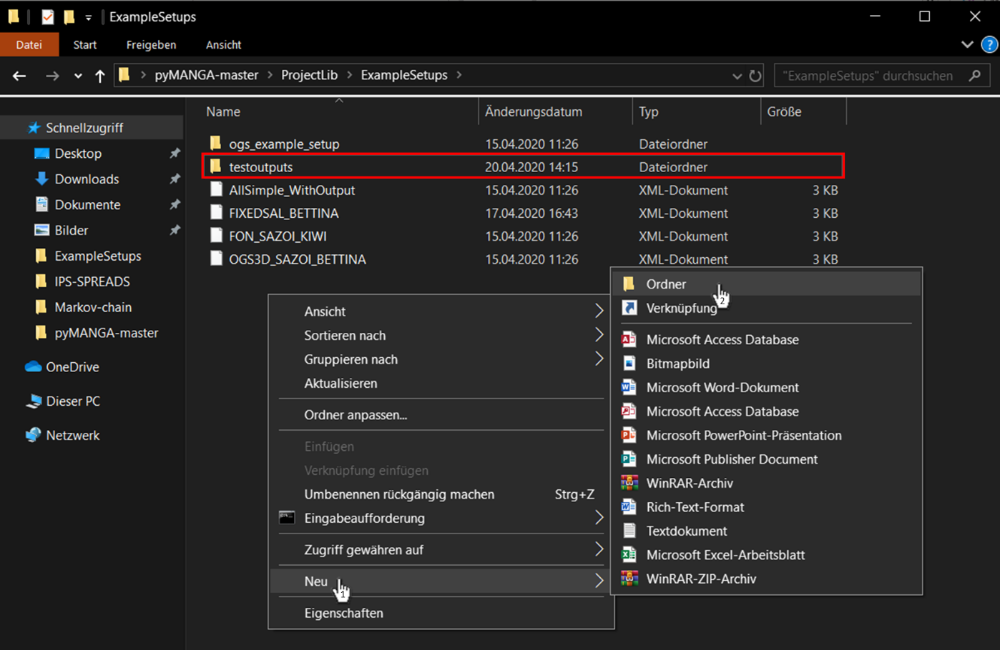 ExampleSetups
Datei Start Freigeben Ansicht ?
pyMANGA-master ProjectLib ExampleSetups "ExampleSetups" durchsuchen
Name Änderungsdatum Typ Größe
Schnellzugriff
Desktop
Downloads
Dokumente
Bilder
ExampleSetups
IPS-SPREADS
Markov-chain
pyMANGA-master
OneDrive
Dieser PC
Netzwerk
ogs_example_setup 15.04.2020 11:26 Dateiordner
testoutputs 20.04.2020 14:15 Dateiordner
AllSimple_WithOutput 15.04.2020 11:26 XML-Dokument 3 KB
FIXEDSAL_BETTINA 17.04.2020 16:43 XML-Dokument 3 KB
FON_SAZOI_KIWI 15.04.2020 11:26 XML-Dokument 3 KB
OGS3D_SAZOI_BETTINA 15.04.2020 11:26 XML-Dokument 3 KB
Ansicht
Sortieren nach
Gruppieren nach
Aktualisieren
Ordner anpassen...
Einfügen
Verknüpfung einfügen
Umbenennen rückgängig machen Strg+Z
Eingabeaufforderung
Zugriff gewähren auf
Neu 1
Eigenschaften
Ordner 2
Verknüpfung
Microsoft Access Database
Bitmapbild
Microsoft Word-Dokument
Microsoft Access Database
Microsoft PowerPoint-Präsentation
Microsoft Publisher Document
WinRAR-Archiv
Rich-Text-Format
Textdokument
Microsoft Excel-Arbeitsblatt
WinRAR-ZIP-Archiv